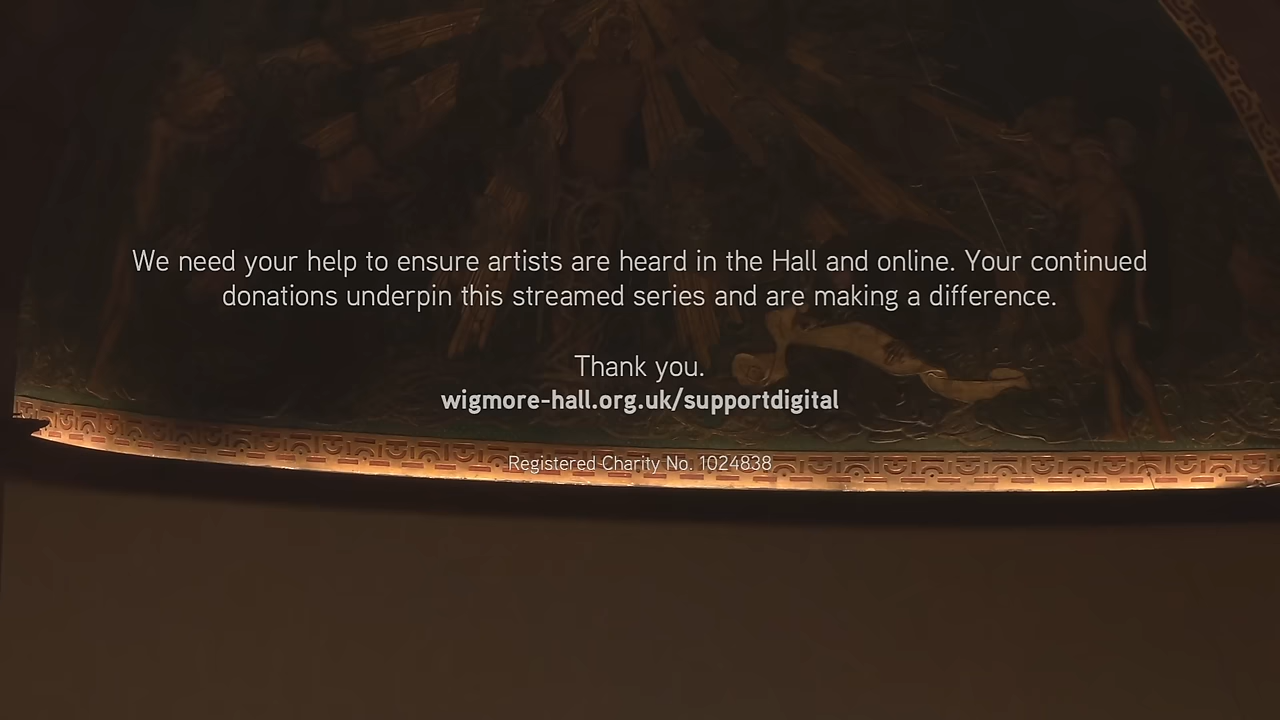 We need your help to ensure artists are heard in the Hall and online. Your continued
donations underpin this streamed series and are making a difference.
Thank you.
wigmore-hall.org.uk/supportdigital
Registered Charity No. 1024838